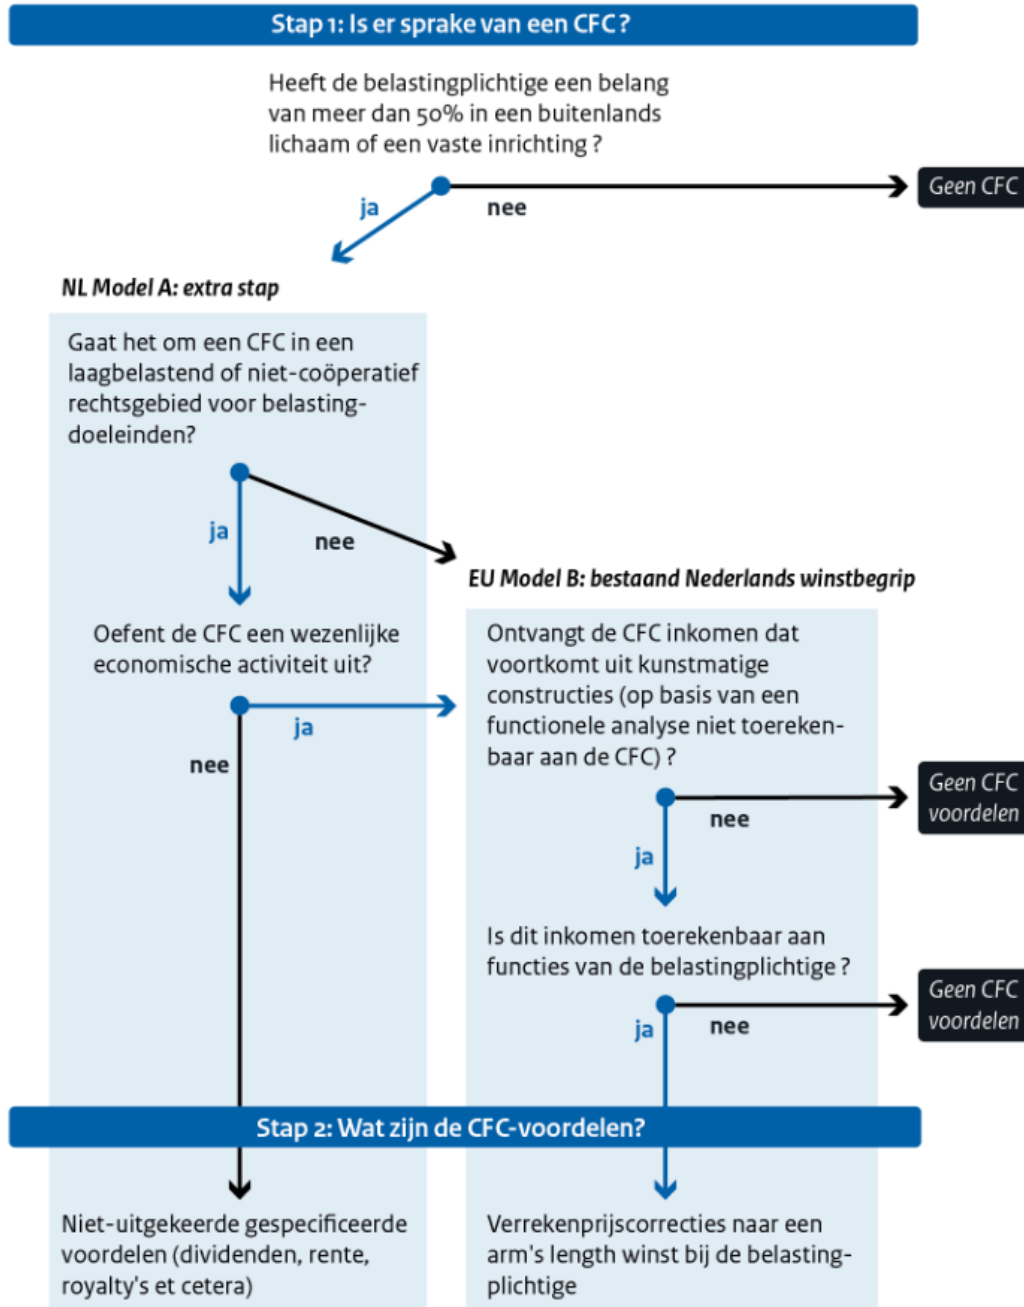 Stap 1: Is er sprake van een CFC?
Heeft de belastingplichtige een belang
van meer dan 50% in een buitenlands
lichaam of een vaste inrichting ?
Geen CFC
ja
nee
NL Model A: extra stap
Gaat het om een CFC in een
laagbelastend of niet-coöperatief
rechtsgebied voor belasting-
doeleinden?
ja
nee
EU Model B: bestaand Nederlands winstbegrip
Oefent de CFC een wezenlijke
economische activiteit uit?
ja
nee
Ontvangt de CFC inkomen dat
voortkomt uit kunstmatige
constructies (op basis van een
functionele analyse niet toereken-
baar aan de CFC) ?
Geen CFC
voordelen
nee
ja
Is dit inkomen toerekenbaar aan
functies van de belastingplichtige ?
Geen CFC
voordelen
ja
nee
Stap 2: Wat zijn de CFC-voordelen?
Niet-uitgekeerde gespecificeerde
voordelen (dividenden, rente,
royalty's et cetera)
Verrekenprijscorrecties naar een
arm's length winst bij de belasting-
plichtige